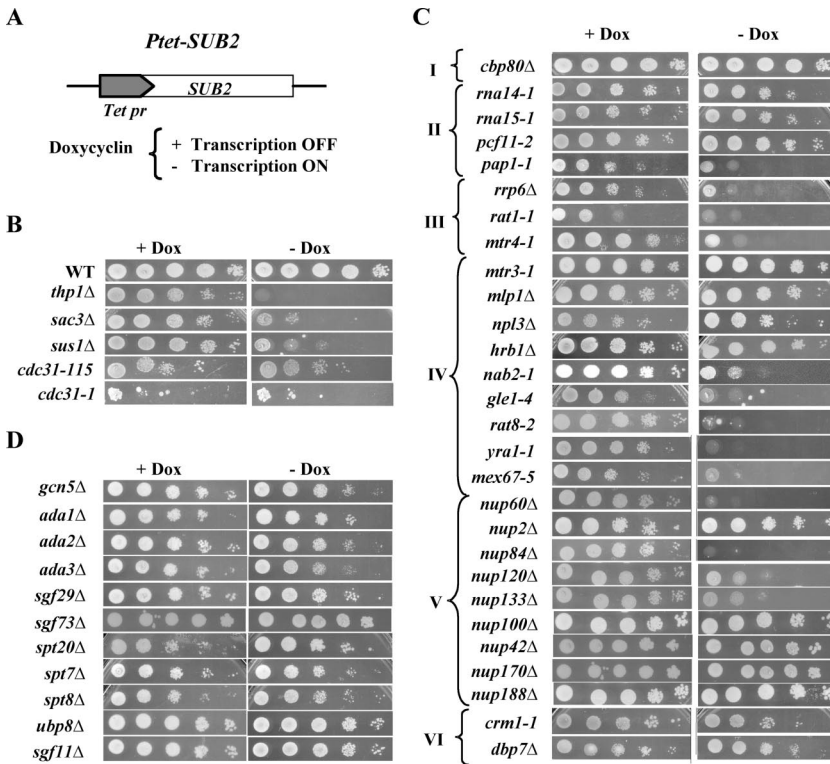 A
Ptet-SUB2
SUB2
Tet pr
Doxycyclin
+ Transcription OFF
- Transcription ON
B
+ Dox - Dox
WT
thp1Δ
sac3Δ
sus1Δ
cdc31-115
cdc31-1
D
+ Dox - Dox
gcn5Δ
ada1Δ
ada2Δ
ada3Δ
sgf29Δ
sgf73Δ
spt20Δ
spt7Δ
spt8Δ
ubp8Δ
sgf11Δ
C
+ Dox - Dox
I
cbp80Δ
II
rna14-1
rna15-1
pcf11-2
pap1-1
III
rrp6Δ
rat1-1
mtr4-1
IV
mtr3-1
mlp1Δ
npl3Δ
hrb1Δ
nab2-1
gle1-4
rat8-2
yra1-1
mex67-5
V
nup60Δ
nup2Δ
nup84Δ
nup120Δ
nup133Δ
nup100Δ
nup42Δ
nup170Δ
nup188Δ
VI
crm1-1
dbp7Δ